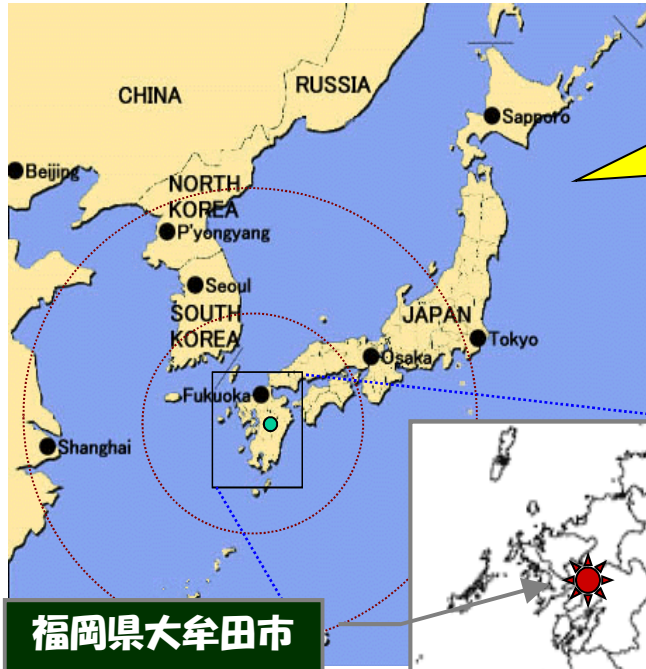 RUSSIA
CHINA
Sapporo
Beijing
NORTH
KOREA
P'yongyang
Seoul
SOUTH
KOREA
JAPAN
Tokyo
Osaka
Fukuoka
Shanghai
福岡県大牟田市